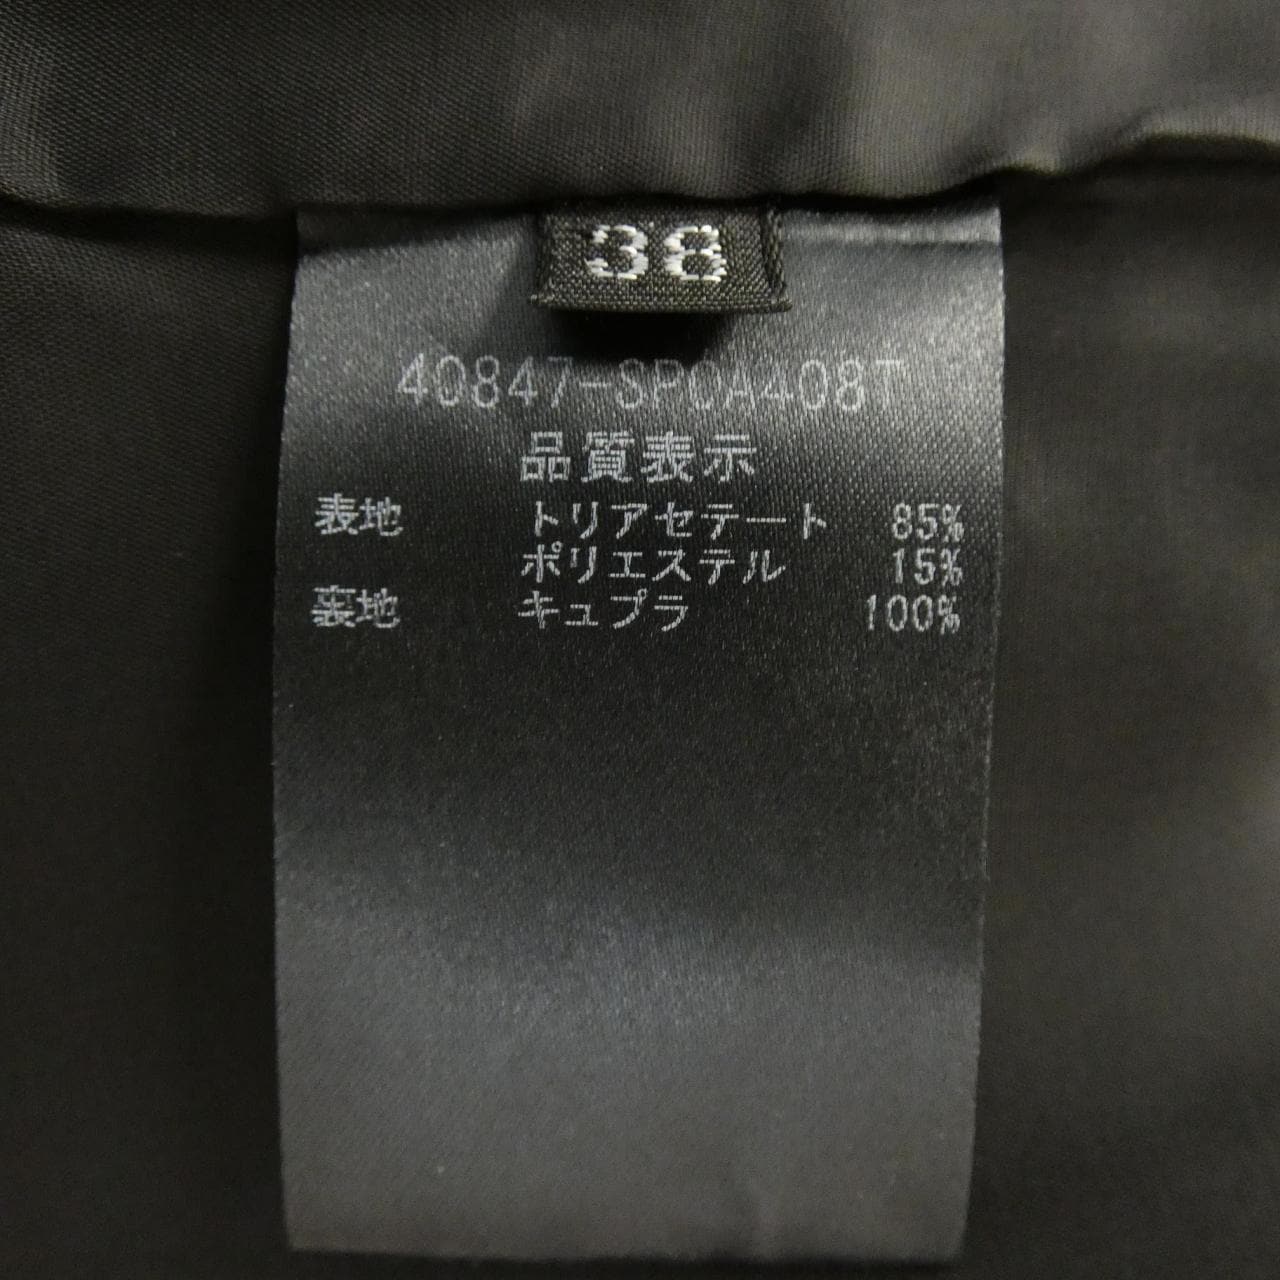 38
40847-SPOA408T
品質表示
表地 トリアセテート 85%
ポリエステル 15%
裏地 キュプラ 100%